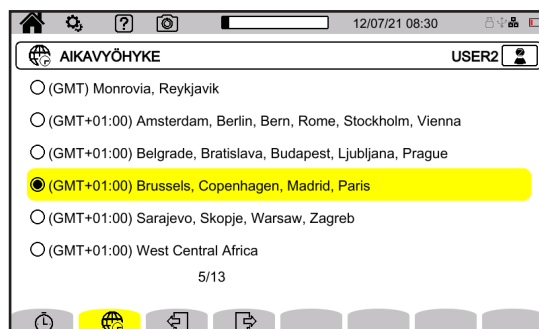 12/07/21 08:30
AIKAVYÖHYKE USER2
(GMT) Monrovia, Reykjavik
(GMT+01:00) Amsterdam, Berlin, Bern, Rome, Stockholm, Vienna
(GMT+01:00) Belgrade, Bratislava, Budapest, Ljubljana, Prague
(GMT+01:00) Brussels, Copenhagen, Madrid, Paris
(GMT+01:00) Sarajevo, Skopje, Warsaw, Zagreb
(GMT+01:00) West Central Africa
5/13